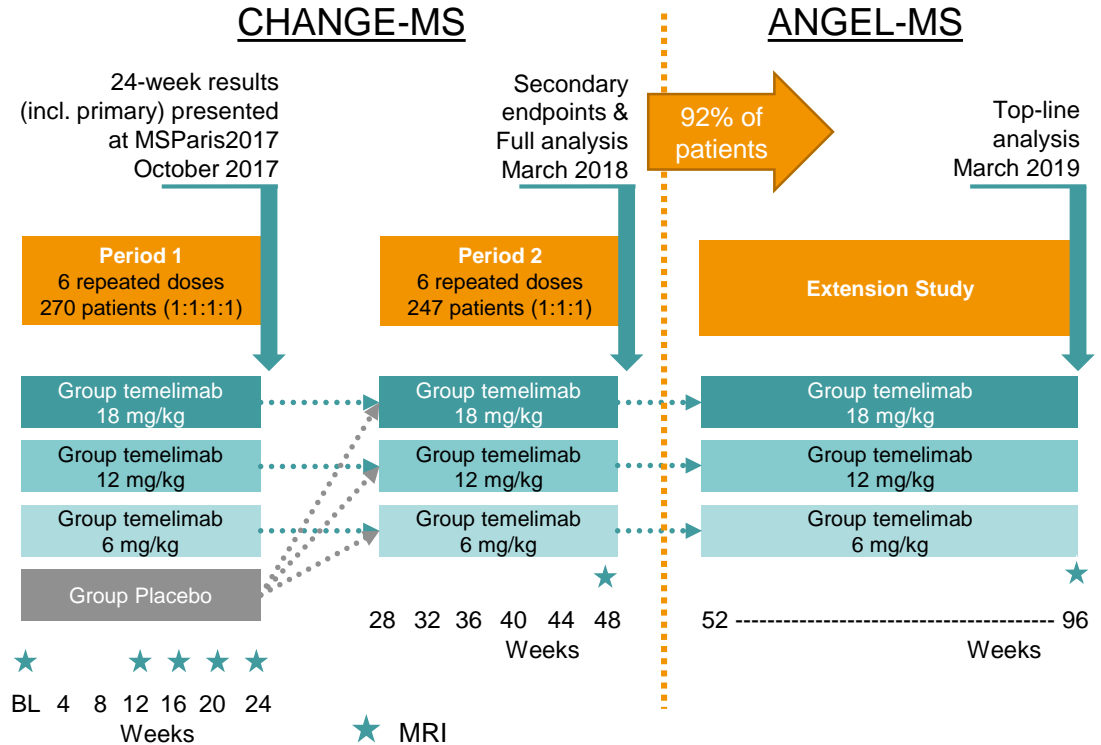 CHANGE-MS
ANGEL-MS
24-week results
(incl. primary) presented
at MSParis2017
October 2017
Secondary
endpoints &
Full analysis
March 2018
92% of
patients
Top-line
analysis
March 2019
Period 1
6 repeated doses
270 patients (1:1:1:1)
Period 2
6 repeated doses
247 patients (1:1:1)
Extension Study
Group temelimab
18 mg/kg
Group temelimab
18 mg/kg
Group temelimab
18 mg/kg
Group temelimab
12 mg/kg
Group temelimab
12 mg/kg
Group temelimab
12 mg/kg
Group temelimab
6 mg/kg
Group temelimab
6 mg/kg
Group temelimab
6 mg/kg
Group Placebo
28 32 36 40 44 48
Weeks
52 ------------------------------------ 96
Weeks
BL 4 8 12 16 20 24
Weeks
MRI